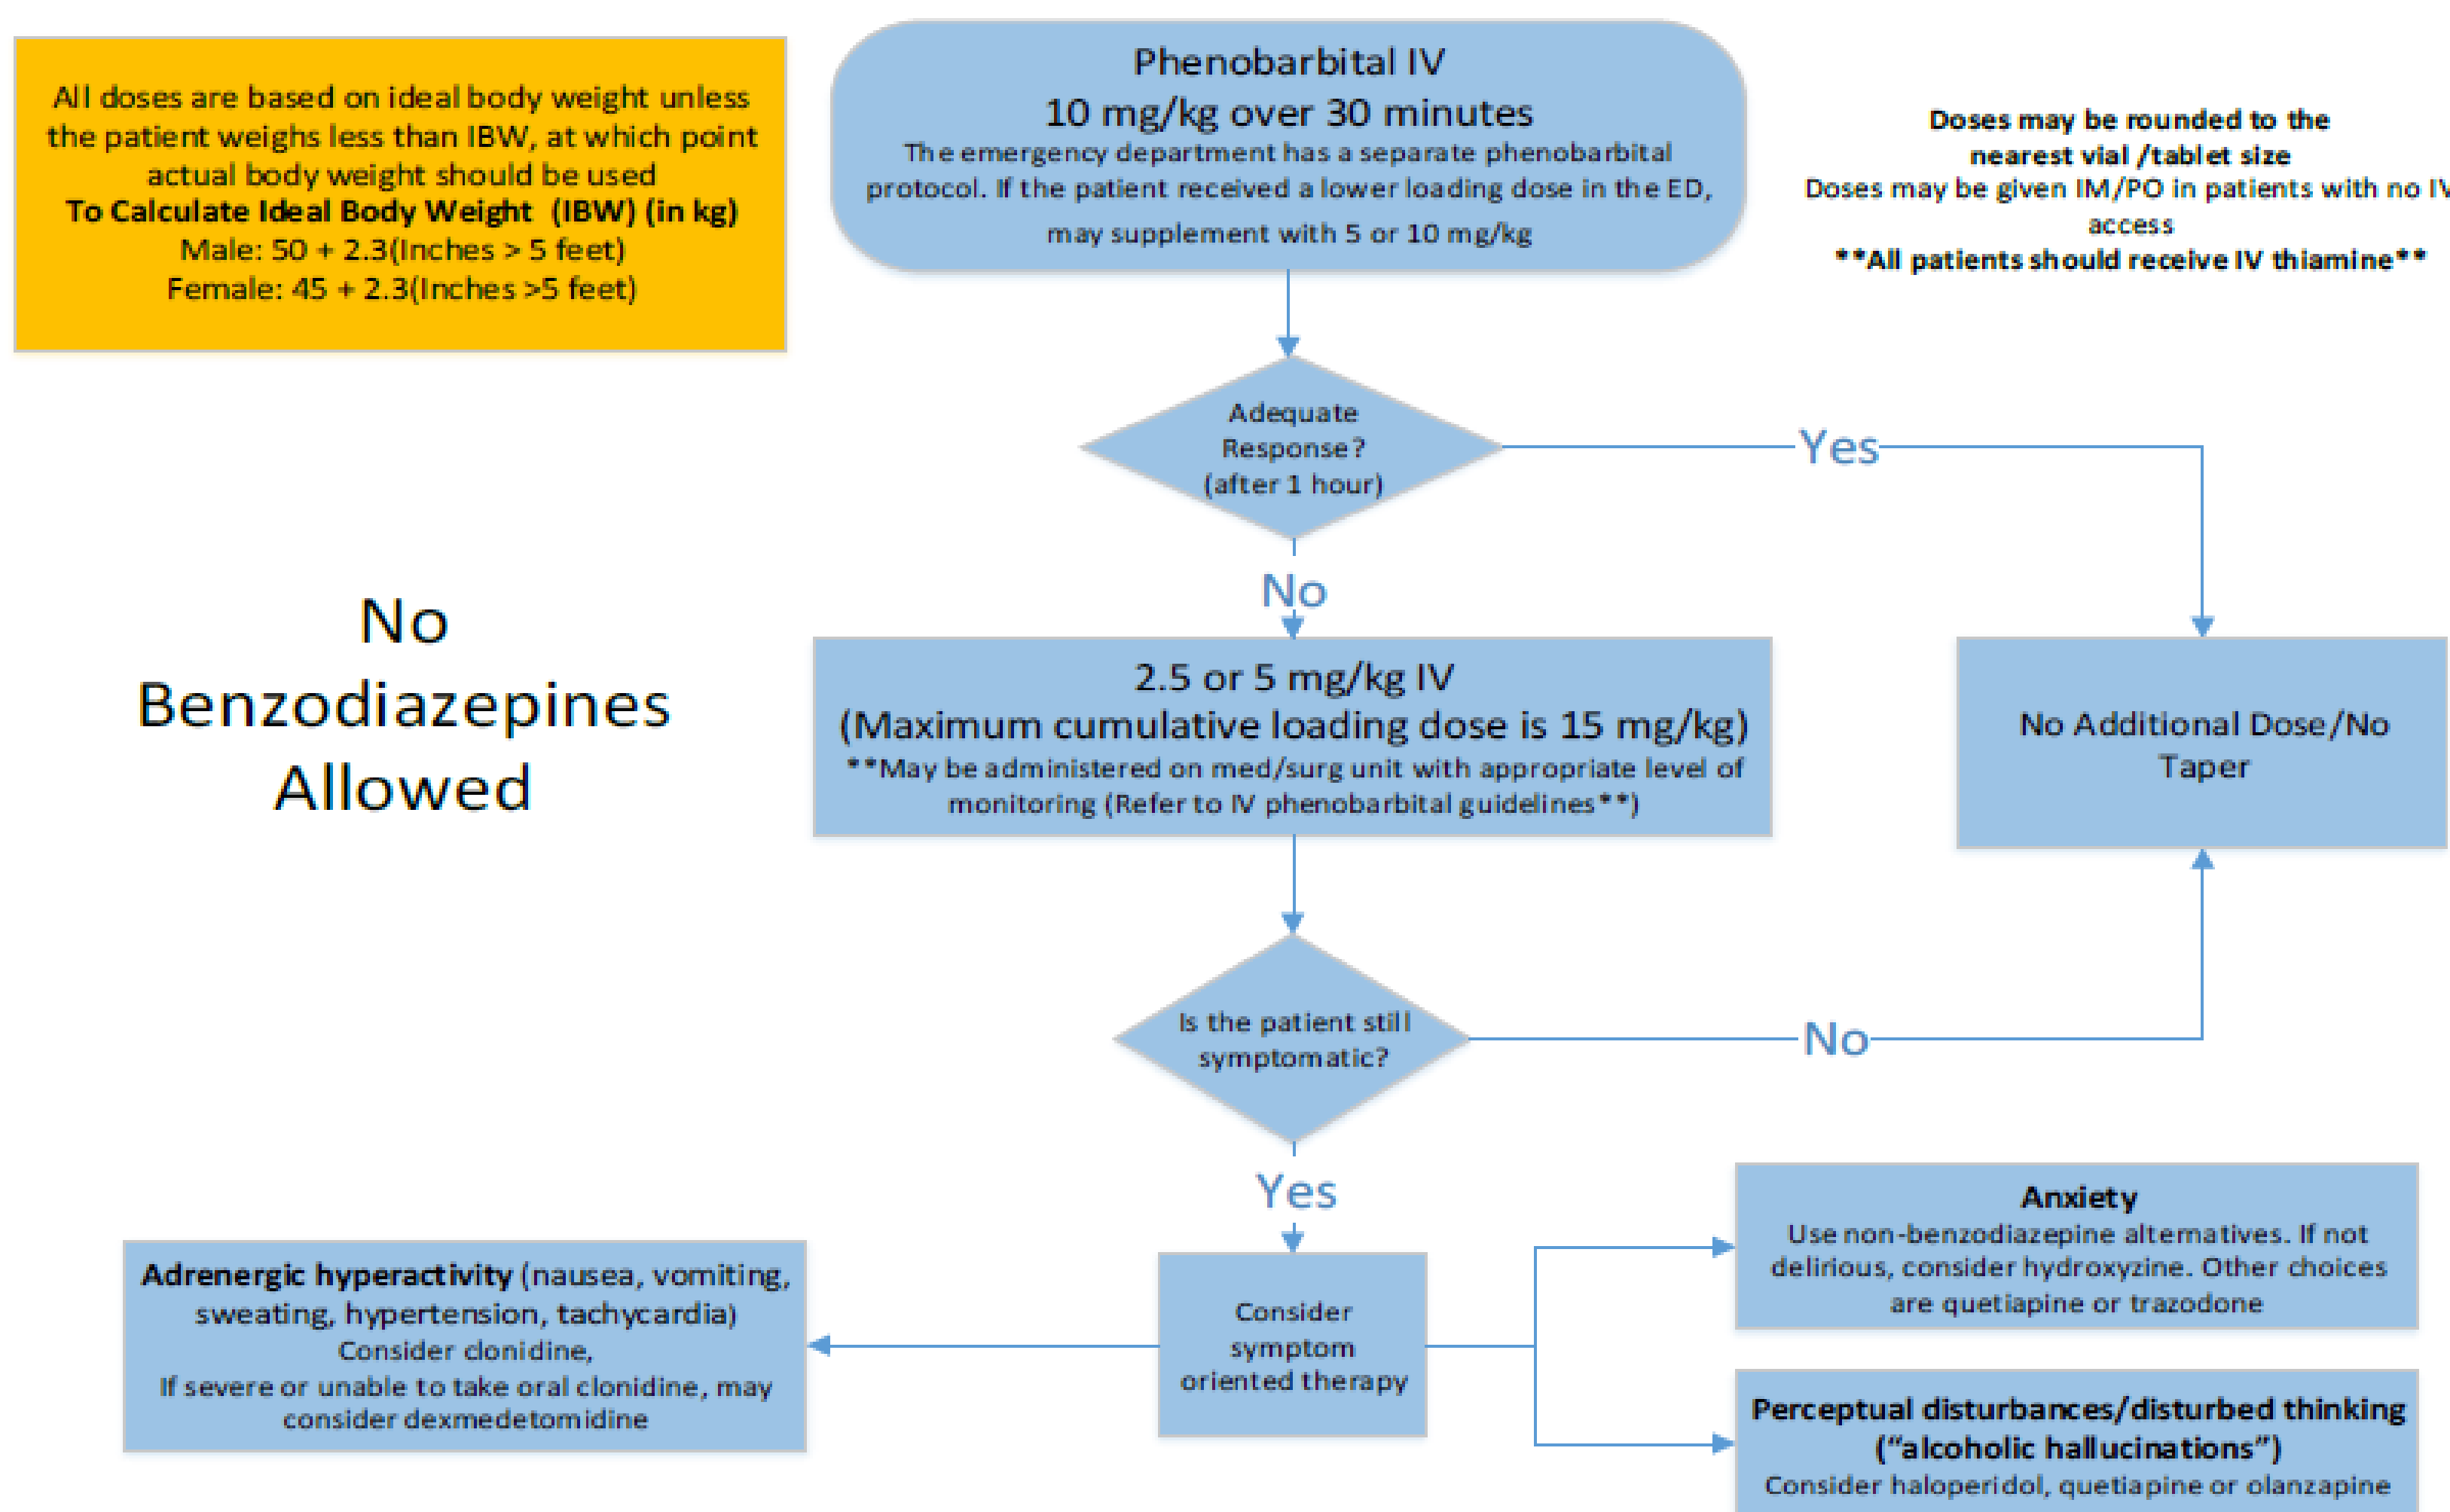 All doses are based on ideal body weight unless
the patient weighs less than IBW, at which point
actual body weight should be used
To Calculate Ideal Body Weight (IBW) (in kg)
Male: 50 + 2.3(Inches > 5 feet)
Female: 45 + 2.3(Inches >5 feet)
Phenobarbital IV
10 mg/kg over 30 minutes
The emergency department has a separate phenobarbital
protocol. If the patient received a lower loading dose in the ED,
may supplement with 5 or 10 mg/kg
Doses may be rounded to the
nearest vial /tablet size
Doses may be given IM/PO in patients with no IV
access
**All patients should receive IV thiamine**
Adequate
Response?
(after 1 hour)
Yes
No
No
Benzodiazepines
Allowed
2.5 or 5 mg/kg IV
(Maximum cumulative loading dose is 15 mg/kg)
**May be administered on med/surg unit with appropriate level of
monitoring (Refer to IV phenobarbital guidelines**)
No Additional Dose/No
Taper
Is the patient still
symptomatic?
No
Yes
Adrenergic hyperactivity (nausea, vomiting,
sweating, hypertension, tachycardia)
Consider clonidine,
If severe or unable to take oral clonidine, may
consider dexmedetomidine
Consider
symptom
oriented therapy
Anxiety
Use non-benzodiazepine alternatives. If not
delirious, consider hydroxyzine. Other choices
are quetiapine or trazodone
Perceptual disturbances/disturbed thinking
(“alcoholic hallucinations”)
Consider haloperidol, quetiapine or olanzapine